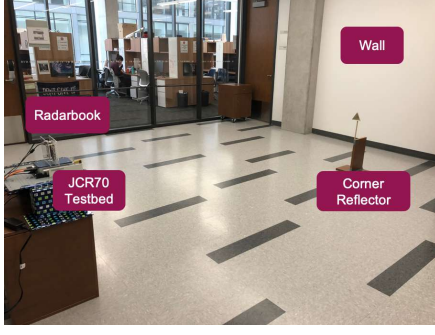 Wall
Radarbook
JCR70
Testbed
Corner
Reflector